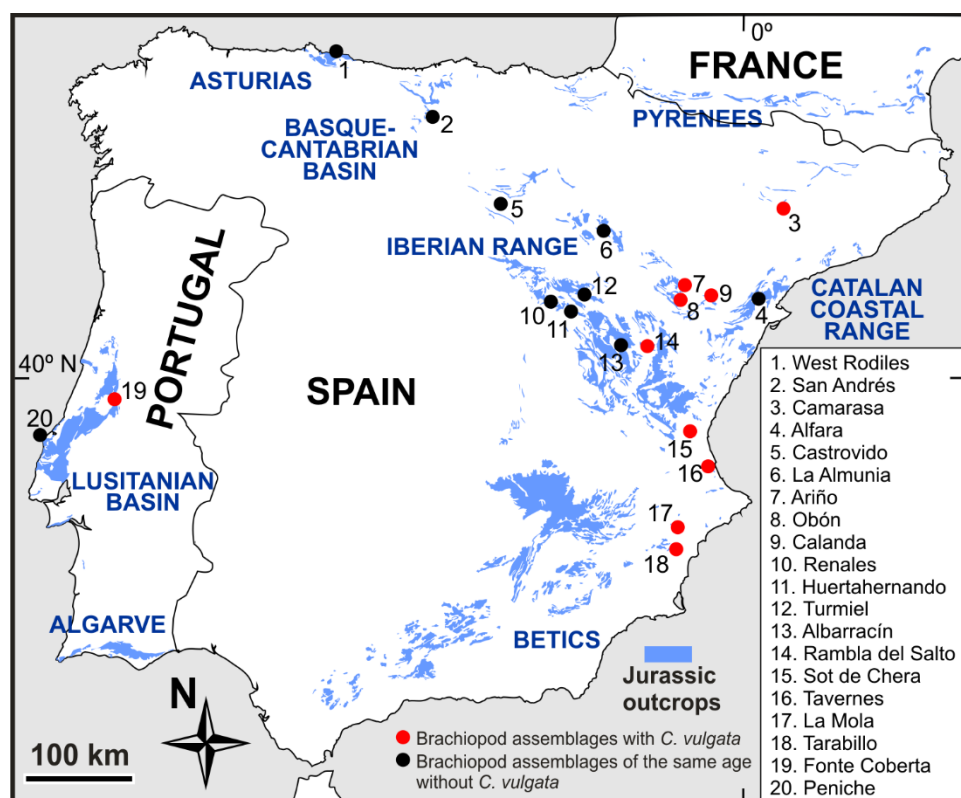 0º
FRANCE
ASTURIAS
1
PYRENEES
2
BASQUE-
CANTABRIAN
BASIN
3
5
IBERIAN RANGE
6
PORTUGAL
7
8
9
CATALAN
COASTAL
RANGE
4
10
11
12
13
14
40º N
SPAIN
19
20
LUSITANIAN
BASIN
15
16
17
18
ALGARVE
BETICS
N
100 km
Jurassic
outcrops
Brachiopod assemblages with C. vulgata
Brachiopod assemblages of the same age
without C. vulgata
1. West Rodiles
2. San Andrés
3. Camarasa
4. Alfara
5. Castrovido
6. La Almunia
7. Ariño
8. Obón
9. Calanda
10. Renales
11. Huertahernando
12. Turmiel
13. Albarracín
14. Rambla del Salto
15. Sot de Chera
16. Tavernes
17. La Mola
18. Tarabillo
19. Fonte Coberta
20. Peniche